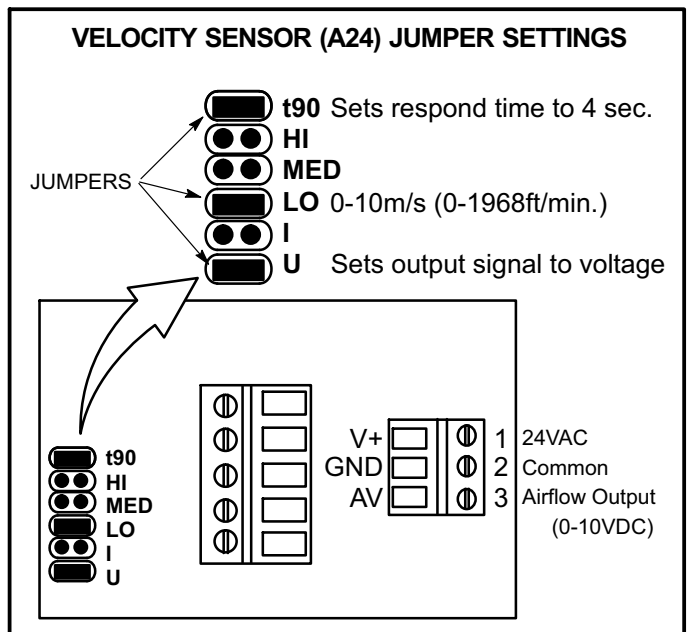 VELOCITY SENSOR (A24) JUMPER SETTINGS
t90 Sets respond time to 4 sec.
HI
MED
JUMPERS
LO 0-10m/s (0-1968ft/min.)
I
U Sets output signal to voltage
t90
HI
MED
LO
I
U
V+ 1 24VAC
GND 2 Common
AV 3 Airflow Output
(0-10VDC)